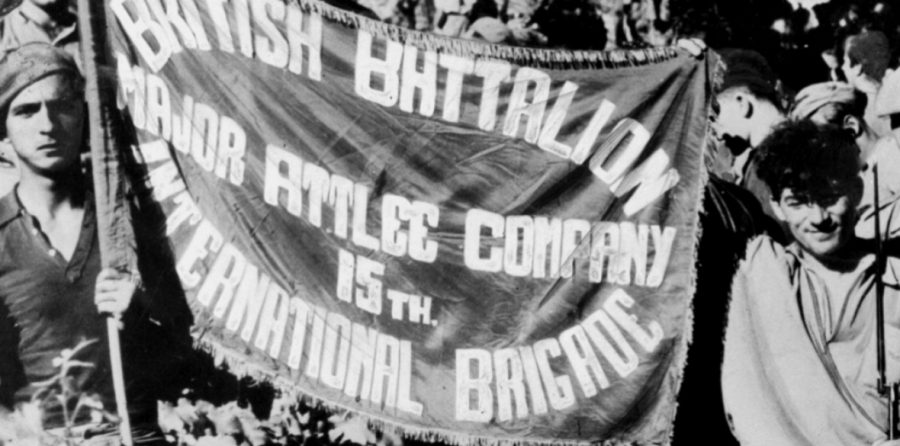 BRITISH BATTALION
MAJOR ATTLEE COMPANY
15TH.
INTERNATIONAL BRIGADE